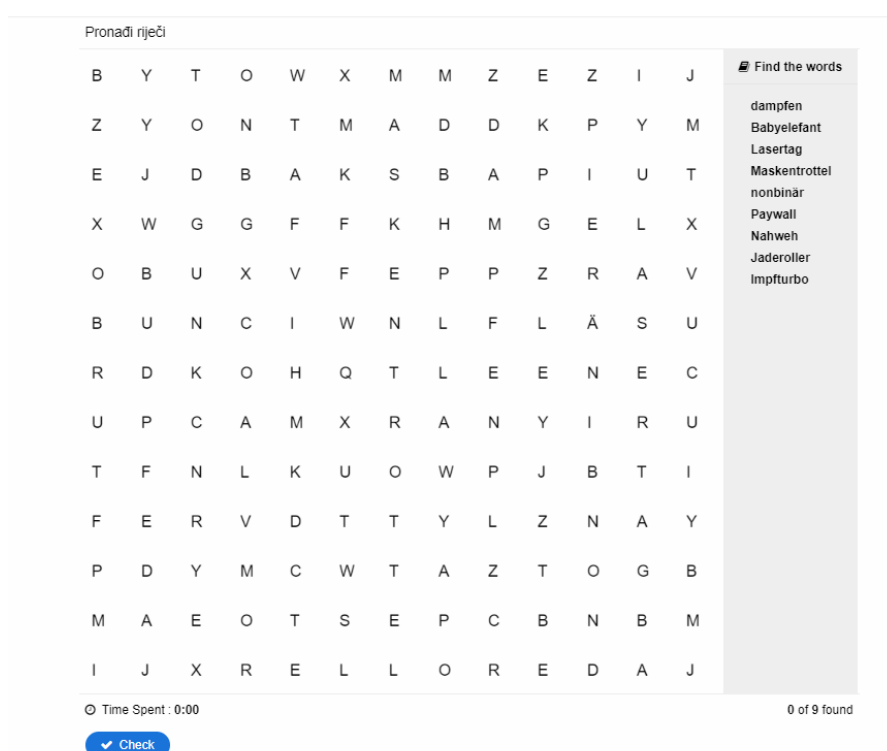 Pronađi riječi
B Y T O W X M M Z E Z I J
Z Y O N T M A D D K P Y M
E J D B A K S B A P I U T
X W G G F F K H M G E L X
O B U X V F E P P Z R A V
B U N C I W N L F L Ä S U
R D K O H Q T L E E N E C
U P C A M X R A N Y I R U
T F N L K U O W P J B T I
F E R V D T T Y L Z N A Y
P D Y M C W T A Z T O G B
M A E O T S E P C B N B M
I J X R E L L O R E D A J
Find the words
dampfen
Babyelefant
Lasertag
Maskentrottel
nonbinär
Paywall
Nahweh
Jaderoller
Impfturbo
Time Spent : 0:00
0 of 9 found
Check